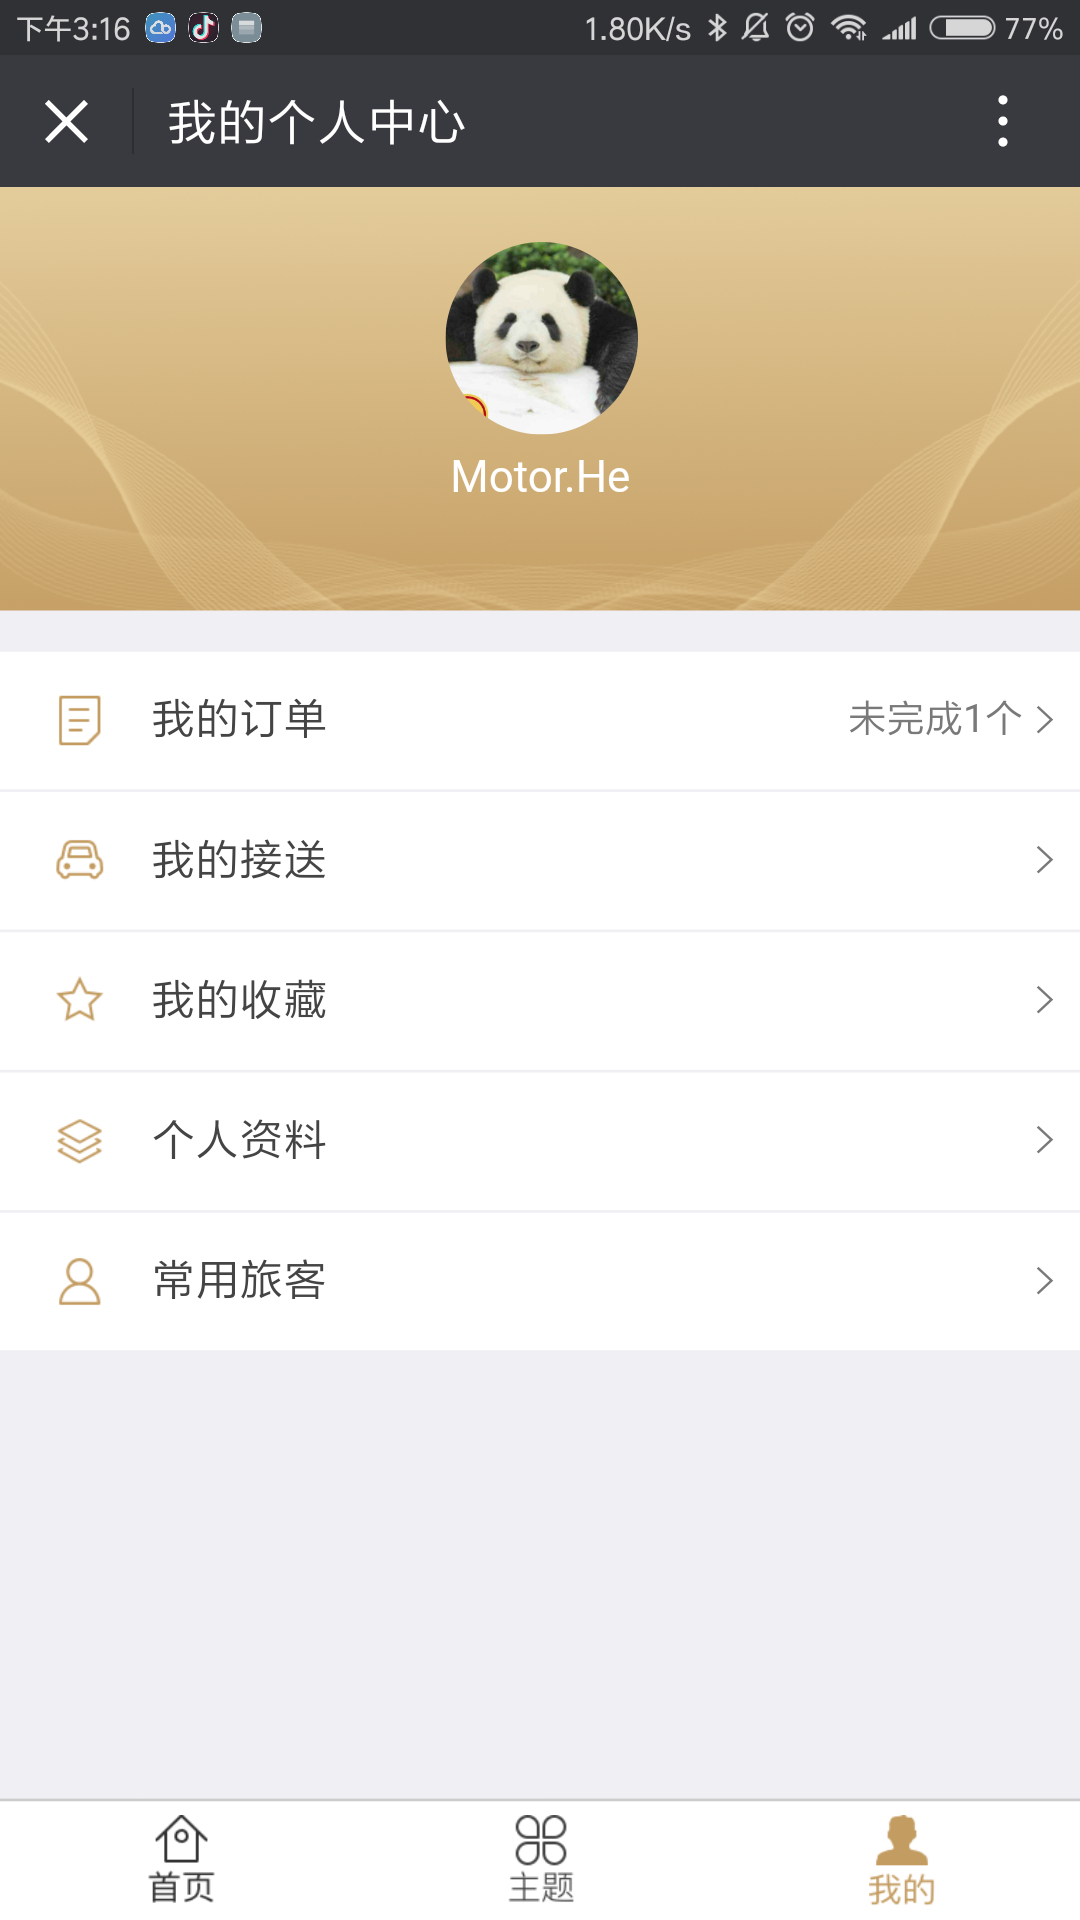 下午3:16 1.80K/s 77%
我的个人中心
Motor.He
我的订单 未完成1个
我的接送
我的收藏
个人资料
常用旅客
首页 主题 我的